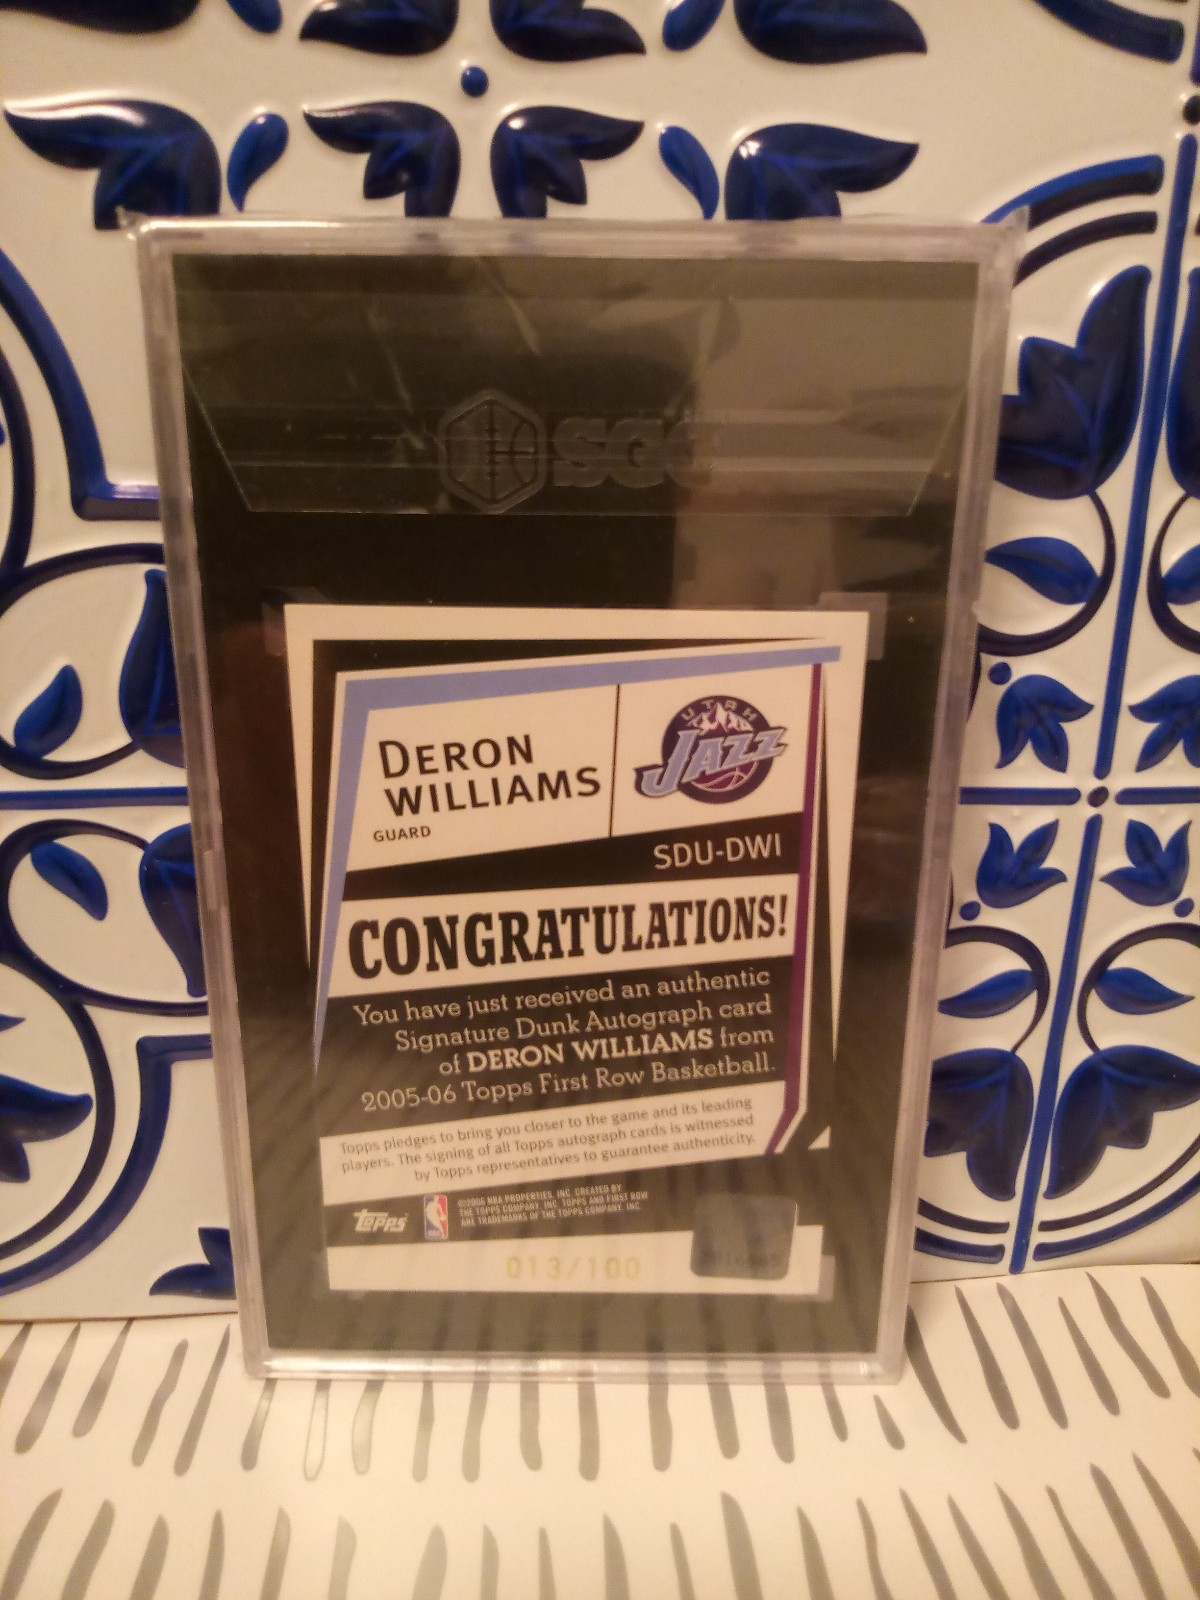 SGC
DERON
WILLIAMS
GUARD
UTAH
JAZZ
SDU-DWI
CONGRATULATIONS!
You have just received an authentic
Signature Dunk Autograph card
of DERON WILLIAMS from
2005-06 Topps First Row Basketball.
Topps pledges to bring you closer to the game and its leading
players. The signing of all Topps autograph cards is witnessed
by Topps representatives to guarantee authenticity.
topps
©2006 NBA PROPERTIES, INC. CREATED BY
THE TOPPS COMPANY, INC. TOPPS AND FIRST ROW
ARE TRADEMARKS OF THE TOPPS COMPANY, INC.
013/100